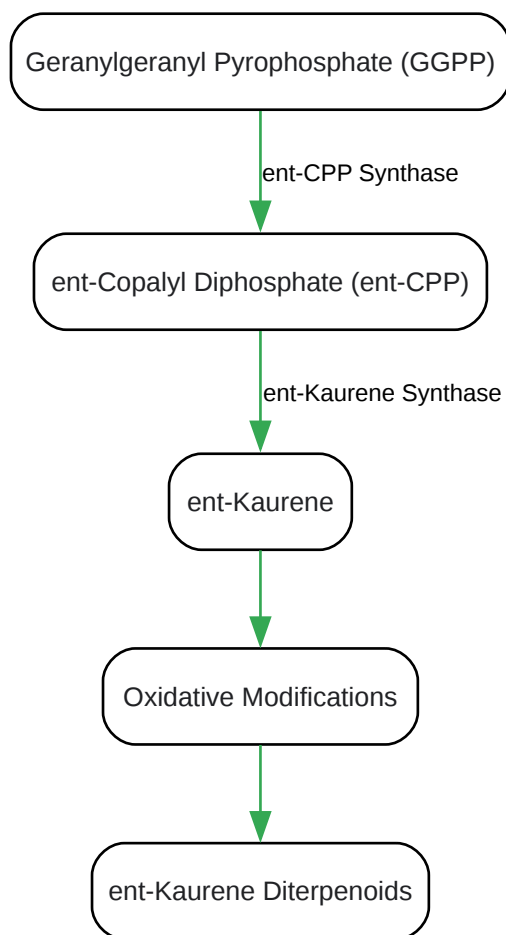 Geranylgeranyl Pyrophosphate (GGPP)
ent-CPP Synthase
ent-Copalyl Diphosphate (ent-CPP)
ent-Kaurene Synthase
ent-Kaurene
Oxidative Modifications
ent-Kaurene Diterpenoids